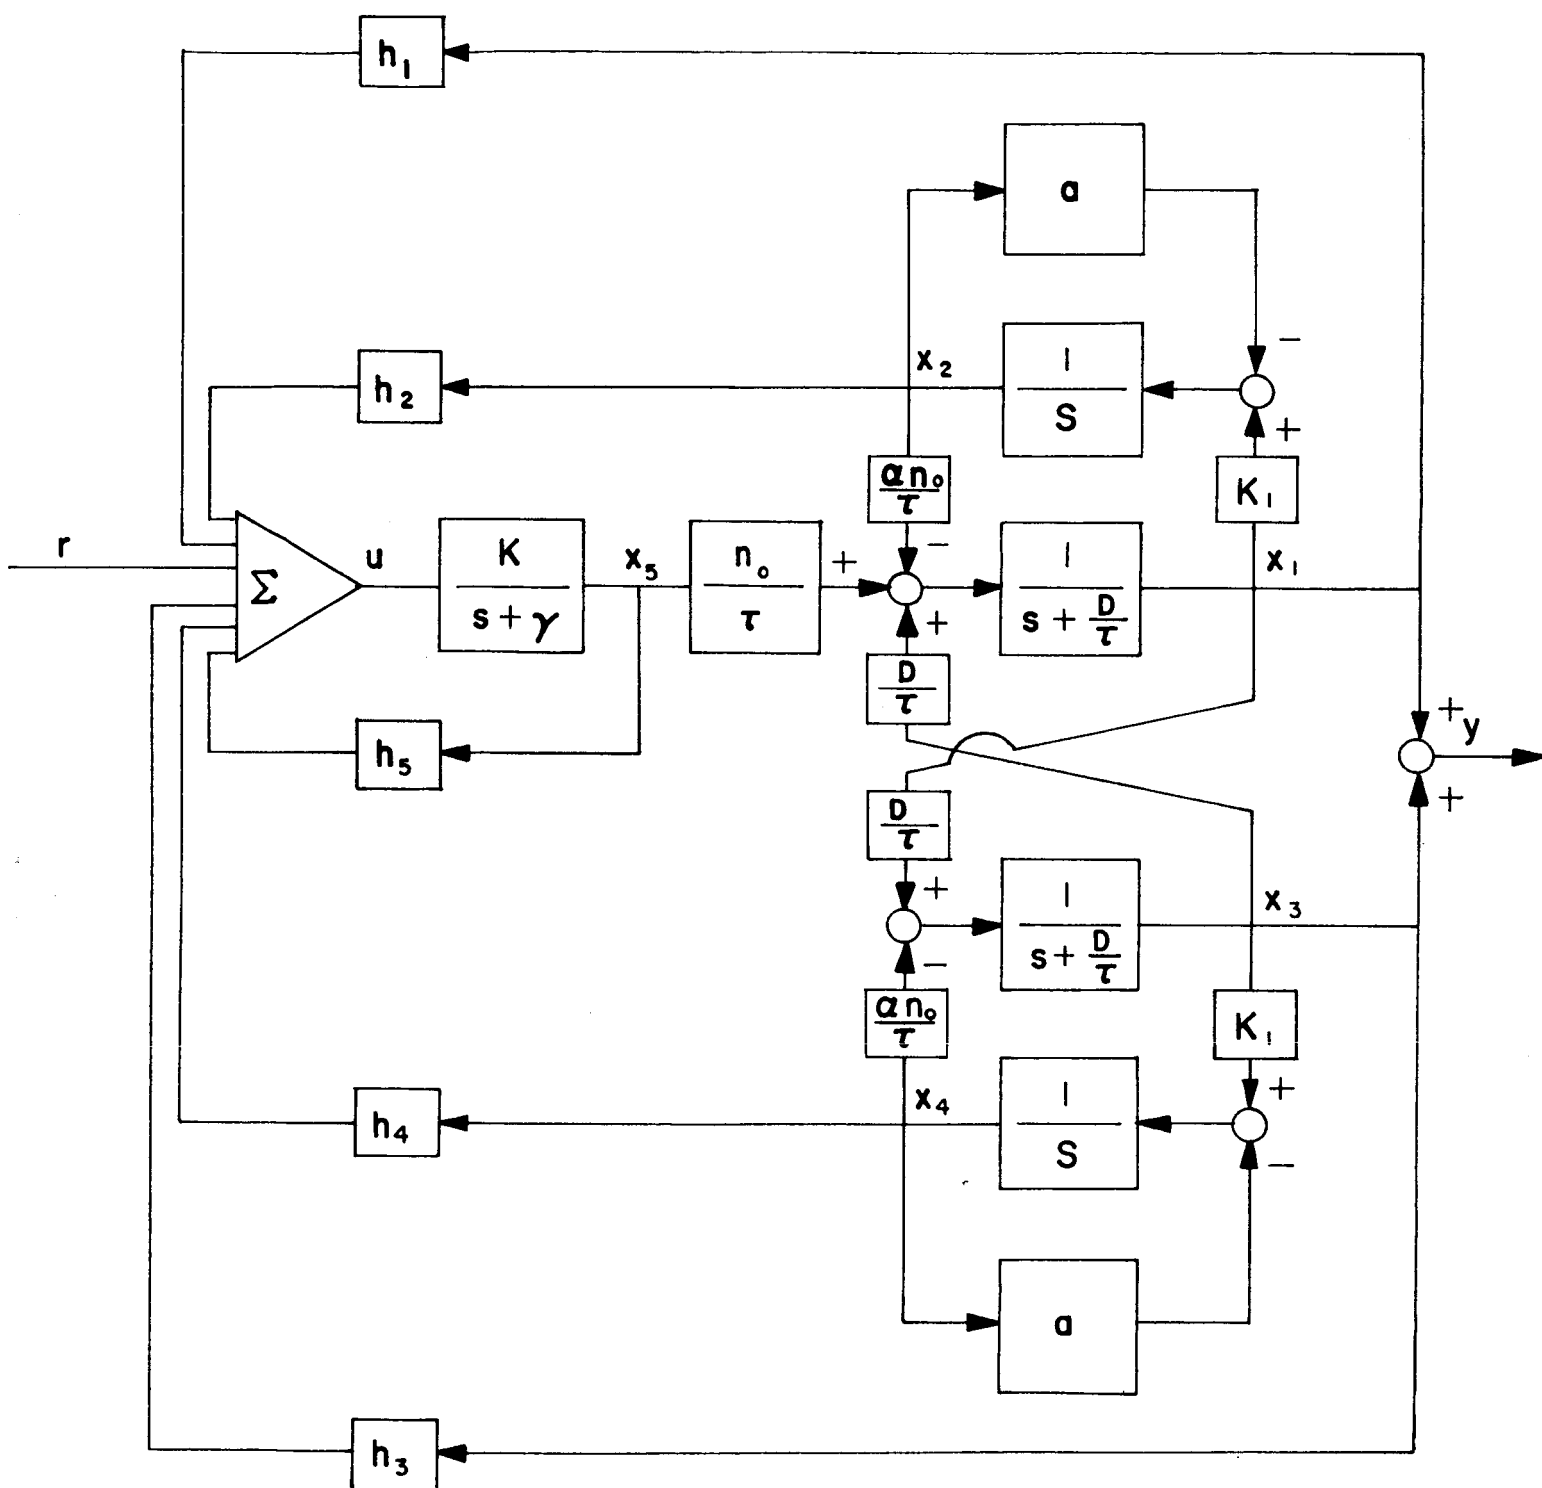 h₁
a
x₂
1
S
−
h₂
+
αn₀
τ
K₁
r
Σ
u
K
s + γ
x₅
n₀
τ
+
−
+
1
s + D/τ
x₁
D
τ
h₅
+
y
+
D
τ
+
−
1
s + D/τ
x₃
αn₀
τ
K₁
+
h₄
x₄
1
S
−
a
h₃